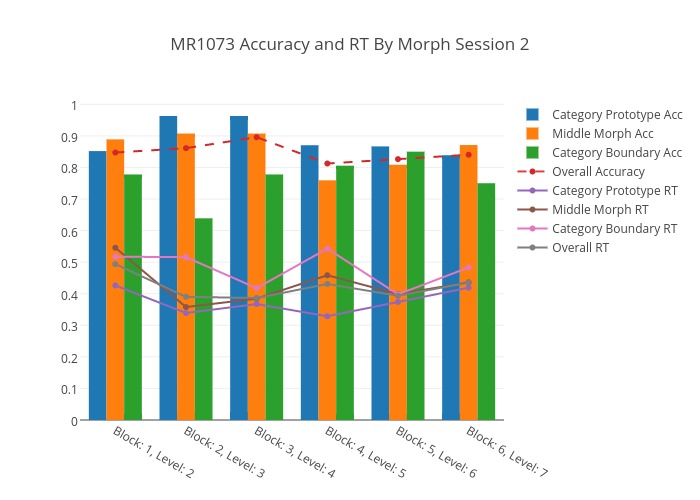 MR1073 Accuracy and RT By Morph Session 2
1
0.9
0.8
0.7
0.6
0.5
0.4
0.3
0.2
0.1
0
Block: 1, Level: 2
Block: 2, Level: 3
Block: 3, Level: 4
Block: 4, Level: 5
Block: 5, Level: 6
Block: 6, Level: 7
Category Prototype Acc
Middle Morph Acc
Category Boundary Acc
Overall Accuracy
Category Prototype RT
Middle Morph RT
Category Boundary RT
Overall RT